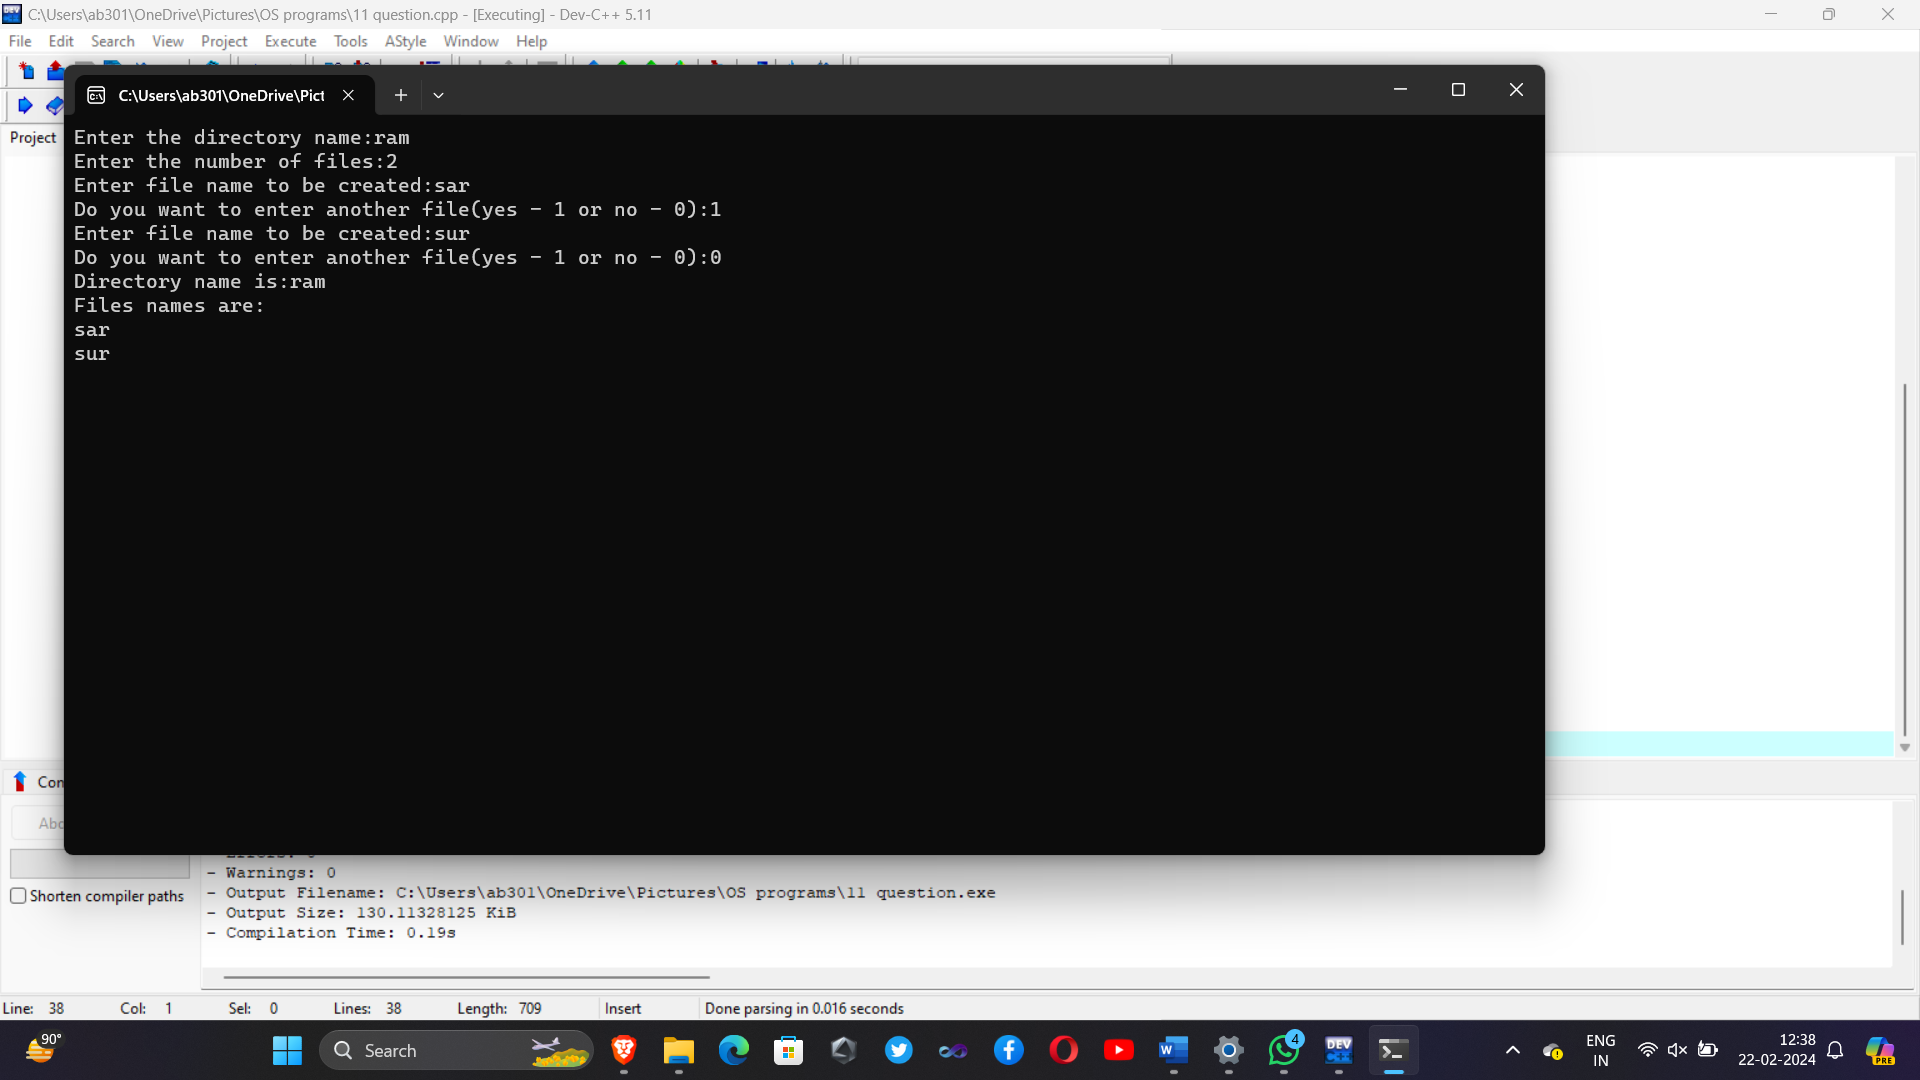 C:\Users\ab301\OneDrive\Pictures\OS programs\11 question.cpp - [Executing] - Dev-C++ 5.11
File Edit Search View Project Execute Tools AStyle Window Help
C:\Users\ab301\OneDrive\Pict
Project
Enter the directory name:ram
Enter the number of files:2
Enter file name to be created:sar
Do you want to enter another file(yes - 1 or no - 0):1
Enter file name to be created:sur
Do you want to enter another file(yes - 1 or no - 0):0
Directory name is:ram
Files names are:
sar
sur
Shorten compiler paths
- Warnings: 0
- Output Filename: C:\Users\ab301\OneDrive\Pictures\OS programs\11 question.exe
- Output Size: 130.11328125 KiB
- Compilation Time: 0.19s
Line: 38 Col: 1 Sel: 0 Lines: 38 Length: 709 Insert Done parsing in 0.016 seconds
90°
Search
4
DEV
ENG
IN
12:38
22-02-2024
PRE